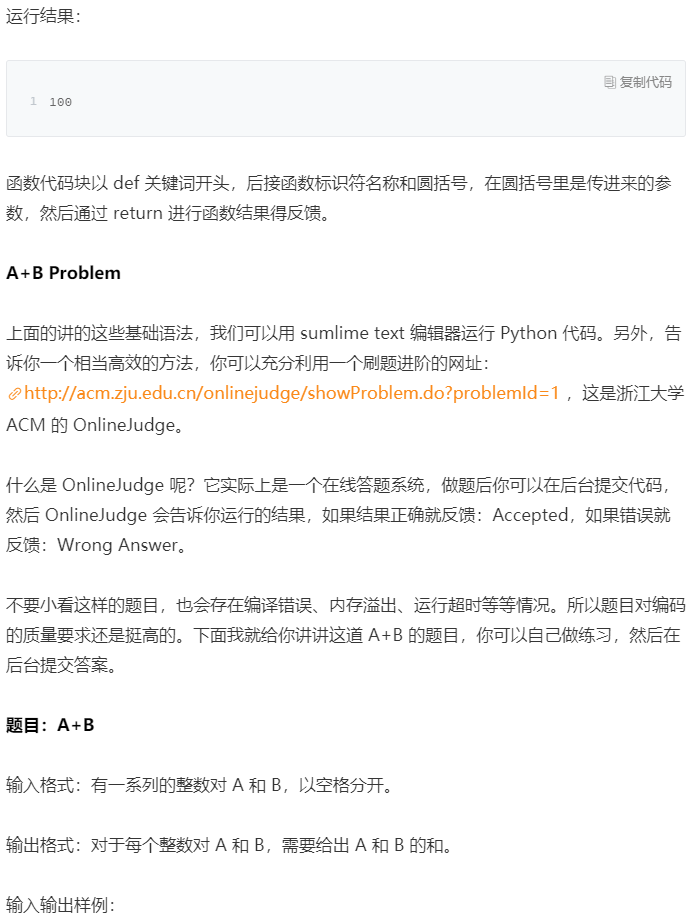 运行结果：
复制代码
1 100
函数代码块以 def 关键词开头，后接函数标识符名称和圆括号，在圆括号里是传进来的参
数，然后通过 return 进行函数结果得反馈。
A+B Problem
上面的讲的这些基础语法，我们可以用 sumlime text 编辑器运行 Python 代码。另外，告
诉你一个相当高效的方法，你可以充分利用一个刷题进阶的网址：
http://acm.zju.edu.cn/onlinejudge/showProblem.do?problemId=1 ，这是浙江大学
ACM 的 OnlineJudge。
什么是 OnlineJudge 呢？它实际上是一个在线答题系统，做题后你可以在后台提交代码，
然后 OnlineJudge 会告诉你运行的结果，如果结果正确就反馈：Accepted，如果错误就
反馈：Wrong Answer。
不要小看这样的题目，也会存在编译错误、内存溢出、运行超时等等情况。所以题目对编码
的质量要求还是挺高的。下面我就给你讲讲这道 A+B 的题目，你可以自己做练习，然后在
后台提交答案。
题目：A+B
输入格式：有一系列的整数对 A 和 B，以空格分开。
输出格式：对于每个整数对 A 和 B，需要给出 A 和 B 的和。
输入输出样例：